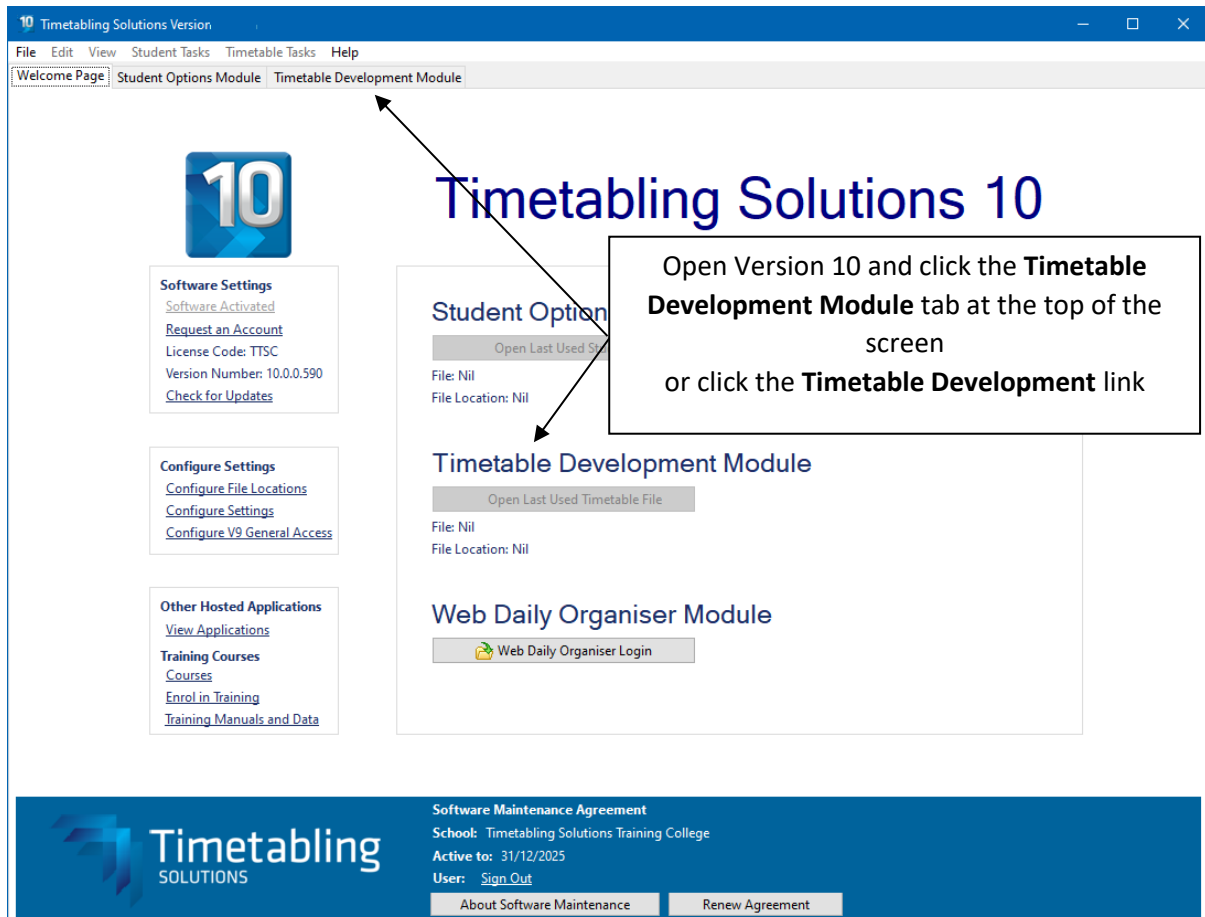 10 Timetabling Solutions Version
File Edit View Student Tasks Timetable Tasks Help
Welcome Page Student Options Module Timetable Development Module
10
Timetabling Solutions 10
Open Version 10 and click the Timetable
Development Module tab at the top of the
screen
or click the Timetable Development link
Software Settings
Software Activated
Request an Account
License Code: TTSC
Version Number: 10.0.0.590
Check for Updates
Configure Settings
Configure File Locations
Configure Settings
Configure V9 General Access
Other Hosted Applications
View Applications
Training Courses
Courses
Enrol in Training
Training Manuals and Data
Student Option
Open Last Used
File: Nil
File Location: Nil
Timetable Development Module
Open Last Used Timetable File
File: Nil
File Location: Nil
Web Daily Organiser Module
Web Daily Organiser Login
Timetabling
SOLUTIONS
Software Maintenance Agreement
School: Timetabling Solutions Training College
Active to: 31/12/2025
User: Sign Out
About Software Maintenance Renew Agreement